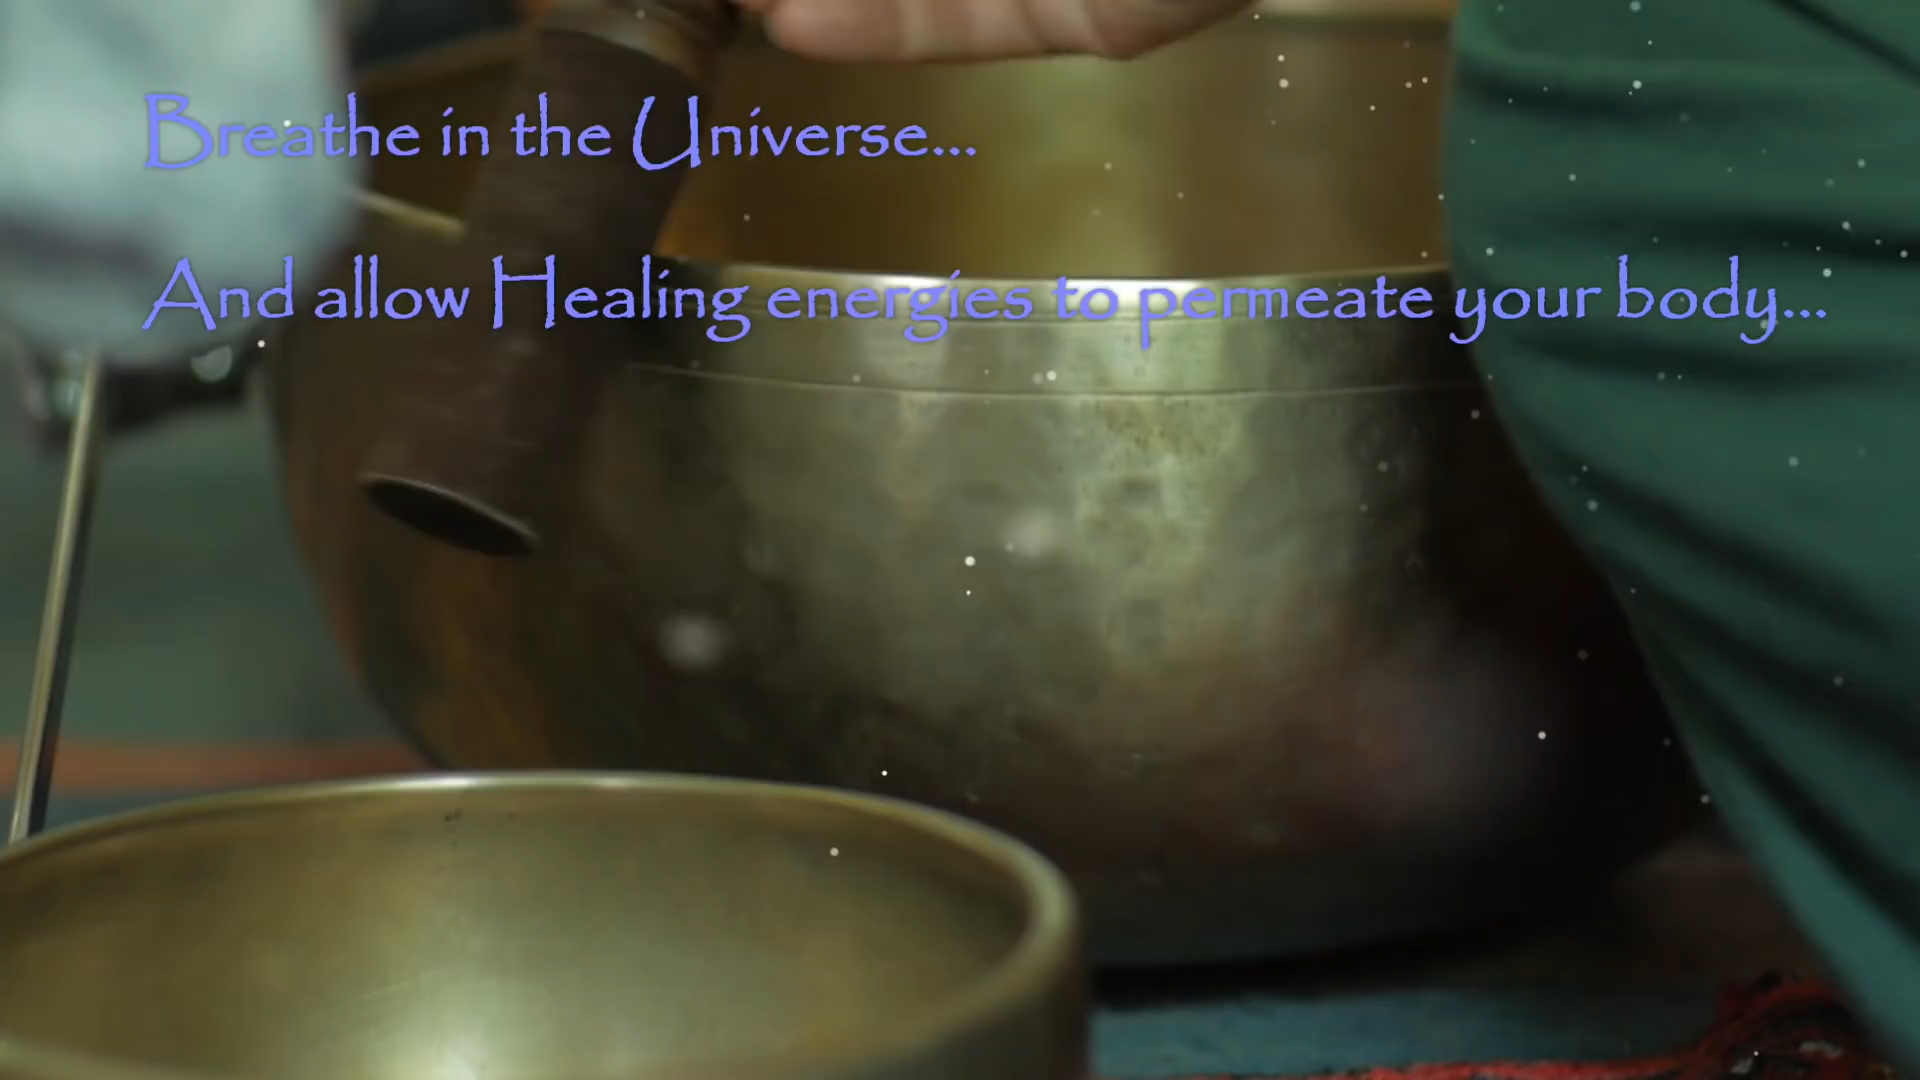 Breathe in the Universe...
And allow Healing energies to permeate your body...